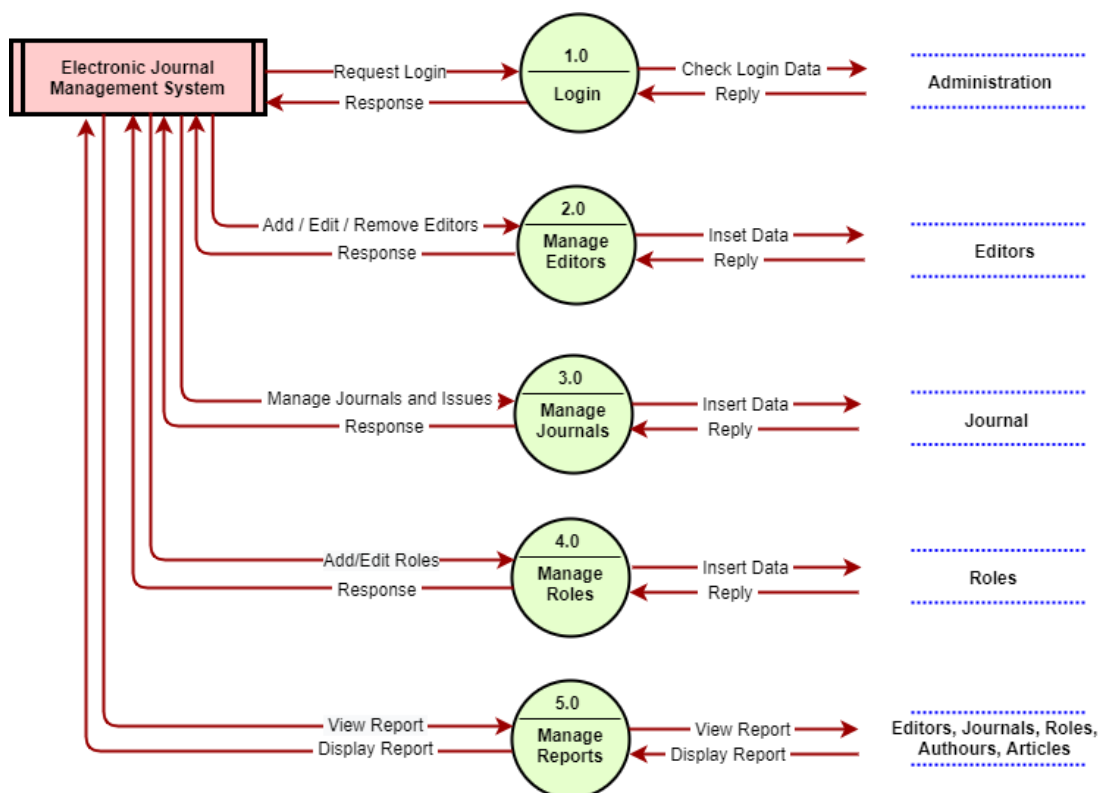 Electronic Journal
Management System
Request Login
Response
1.0
Login
Check Login Data
Reply
Administration
Add / Edit / Remove Editors
Response
2.0
Manage
Editors
Inset Data
Reply
Editors
Manage Journals and Issues
Response
3.0
Manage
Journals
Insert Data
Reply
Journal
Add/Edit Roles
Response
4.0
Manage
Roles
Insert Data
Reply
Roles
View Report
Display Report
5.0
Manage
Reports
View Report
Display Report
Editors, Journals, Roles,
Authours, Articles